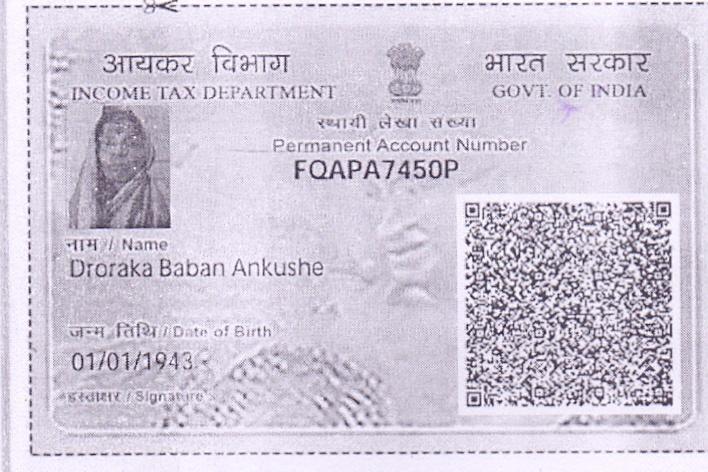 आयकर विभाग
भारत सरकार
INCOME TAX DEPARTMENT
GOVT. OF INDIA
स्थायी लेखा संख्या
Permanent Account Number
FQAPA7450P
नाम / Name
Droraka Baban Ankushe
जन्म तिथि / Date of Birth
01/01/1943
हस्ताक्षर / Signature